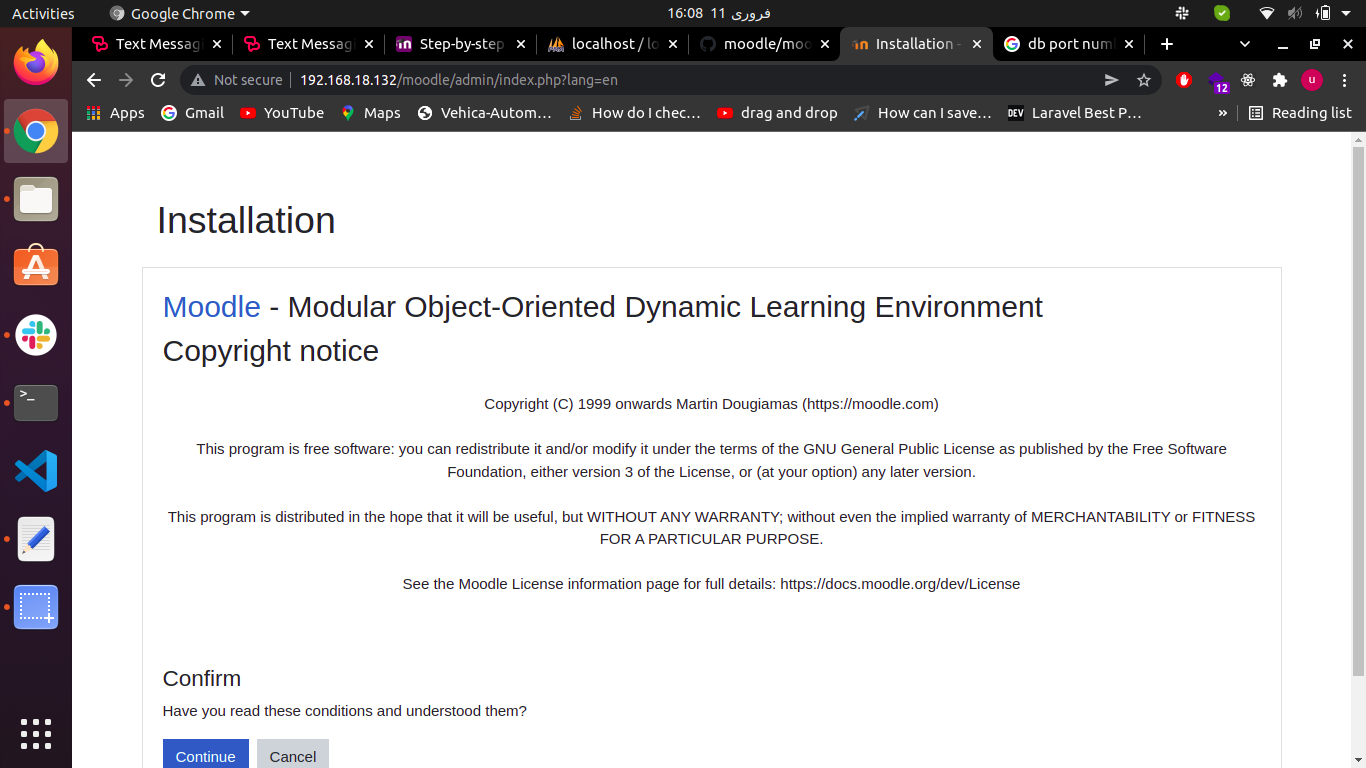 Activities
Google Chrome
16:08 11 فروری
Text Messagi
Text Messagi
Step-by-step
localhost / lo
moodle/moo
Installation -
db port num
Not secure
192.168.18.132/moodle/admin/index.php?lang=en
u
12
Apps
Gmail
YouTube
Maps
Vehica-Autom…
How do I chec…
drag and drop
How can I save…
DEV
Laravel Best P…
»
Reading list
Installation
Moodle - Modular Object-Oriented Dynamic Learning Environment
Copyright notice
Copyright (C) 1999 onwards Martin Dougiamas (https://moodle.com)
This program is free software: you can redistribute it and/or modify it under the terms of the GNU General Public License as published by the Free Software
Foundation, either version 3 of the License, or (at your option) any later version.
This program is distributed in the hope that it will be useful, but WITHOUT ANY WARRANTY; without even the implied warranty of MERCHANTABILITY or FITNESS
FOR A PARTICULAR PURPOSE.
See the Moodle License information page for full details: https://docs.moodle.org/dev/License
Confirm
Have you read these conditions and understood them?
Continue
Cancel